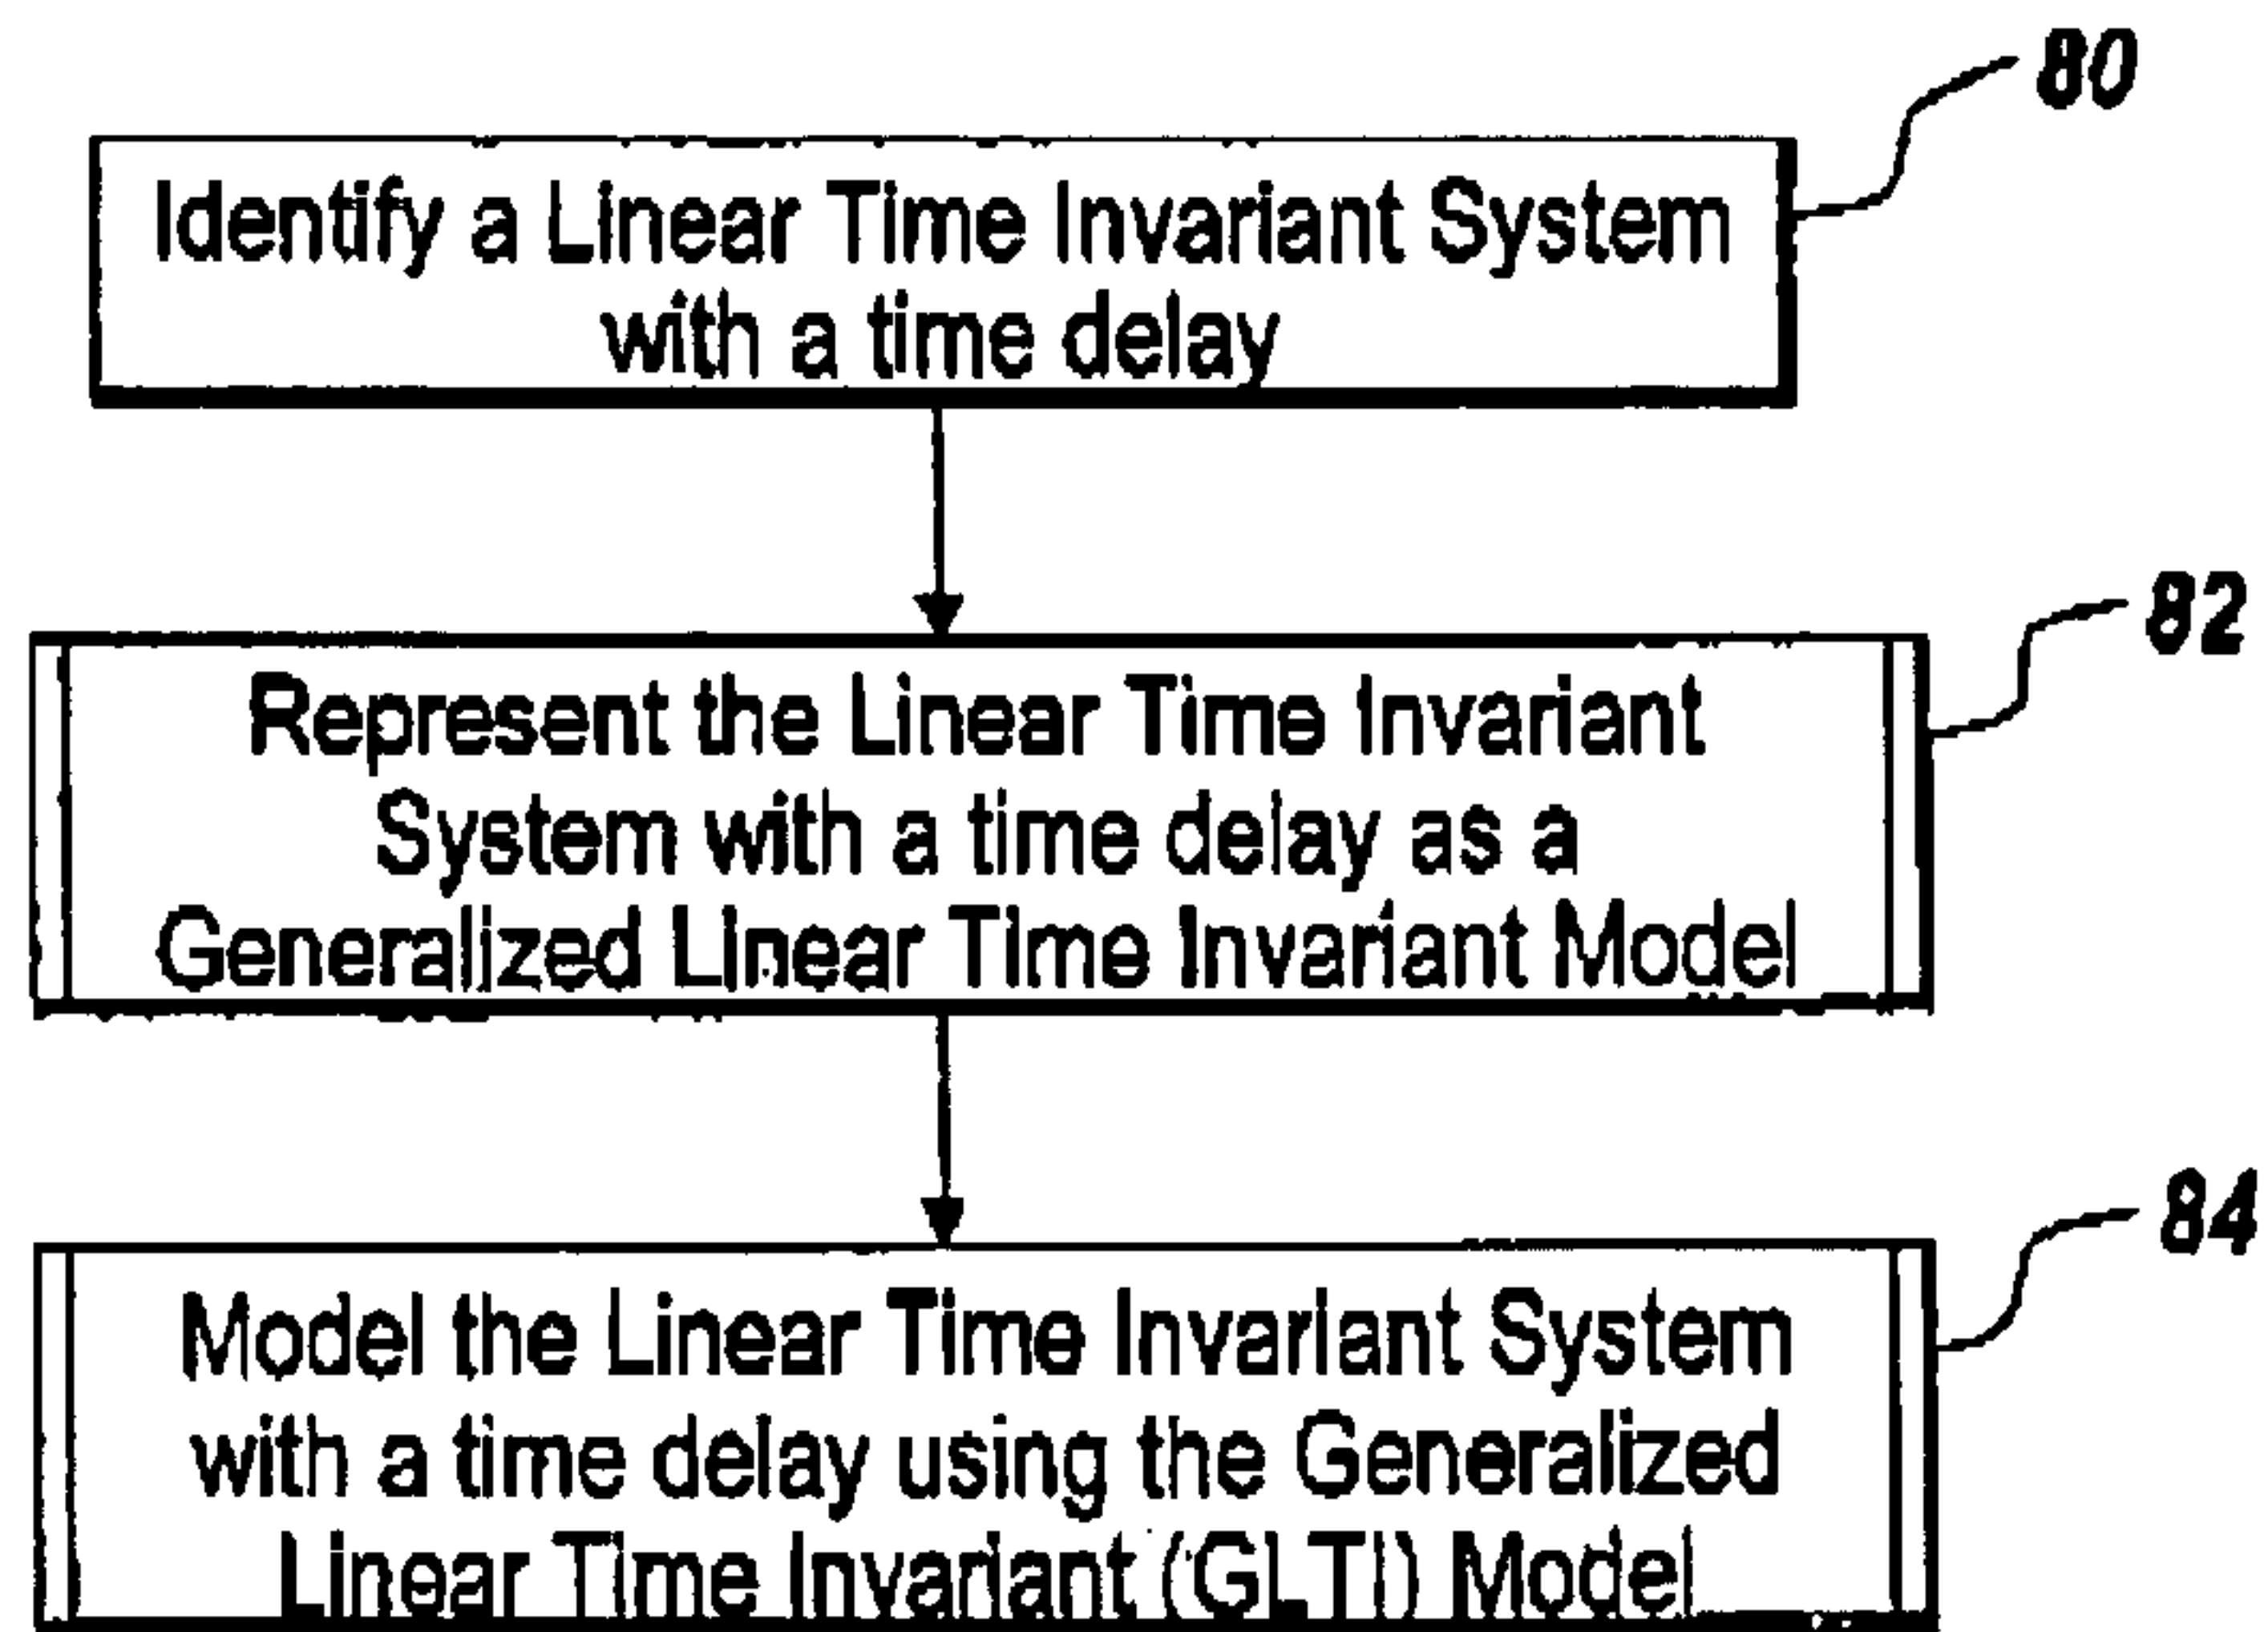 80
Identify a Linear Time Invariant System
with a time delay
82
Represent the Linear Time Invariant
System with a time delay as a
Generalized Linear Time Invariant Model
84
Model the Linear Time Invariant System
with a time delay using the Generalized
Linear Time Invariant (GLTI) Model